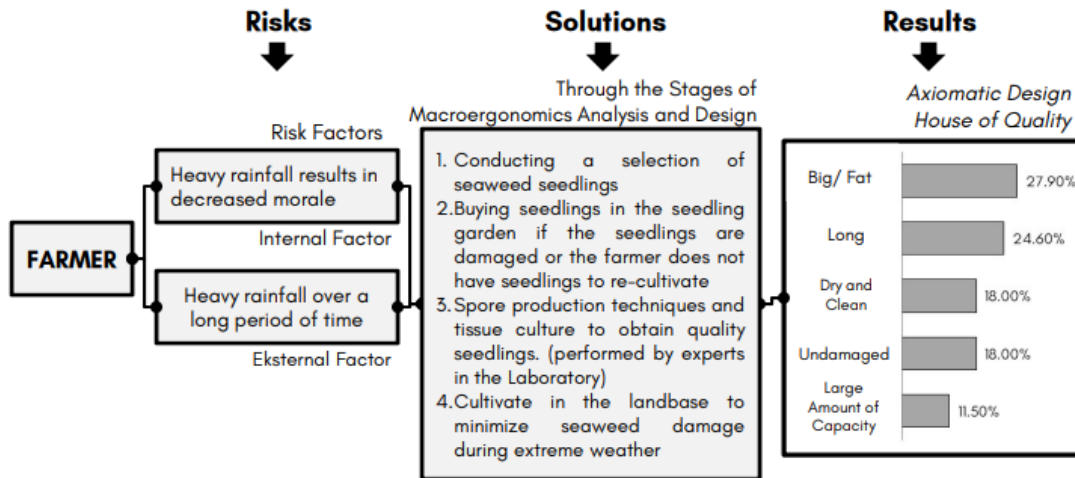 Risks
Solutions
Results
Through the Stages of
Macroergonomics Analysis and Design
Axiomatic Design
House of Quality
Risk Factors
Heavy rainfall results in
decreased morale
Internal Factor
FARMER
Heavy rainfall over a
long period of time
Eksternal Factor
1. Conducting a selection of
seaweed seedlings
2. Buying seedlings in the seedling
garden if the seedlings are
damaged or the farmer does not
have seedlings to re-cultivate
3. Spore production techniques and
tissue culture to obtain quality
seedlings. (performed by experts
in the Laboratory)
4. Cultivate in the landbase to
minimize seaweed damage
during extreme weather
Big/ Fat
27.90%
Long
24.60%
Dry and
Clean
18.00%
Undamaged
18.00%
Large
Amount of
Capacity
11.50%